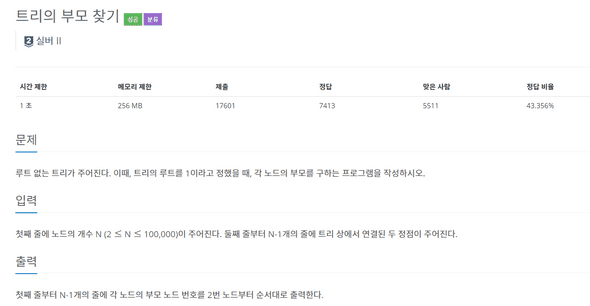 트리의 부모 찾기 성공 분류
2 실버 II
시간 제한 메모리 제한 제출 정답 맞은 사람 정답 비율
1 초 256 MB 17601 7413 5511 43.356%
문제
루트 없는 트리가 주어진다. 이때, 트리의 루트를 1이라고 정했을 때, 각 노드의 부모를 구하는 프로그램을 작성하시오.
입력
첫째 줄에 노드의 개수 N (2 ≤ N ≤ 100,000)이 주어진다. 둘째 줄부터 N-1개의 줄에 트리 상에서 연결된 두 정점이 주어진다.
출력
첫째 줄부터 N-1개의 줄에 각 노드의 부모 노드 번호를 2번 노드부터 순서대로 출력한다.